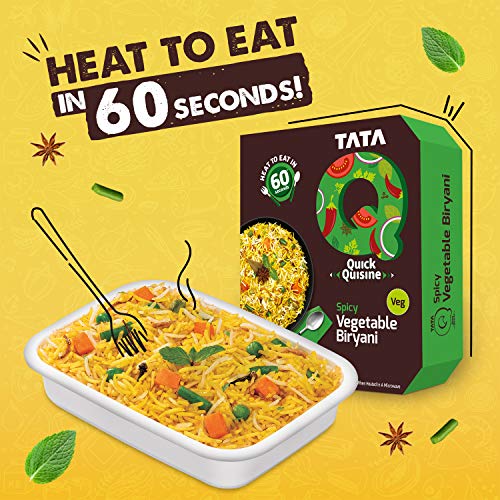 HEAT TO EAT
IN 60 SECONDS!
TATA
HEAT TO EAT IN
60
SECONDS
Q
Quick
Quisine
Spicy
Vegetable
Biryani
Veg
Spicy
Vegetable Biryani
TATA